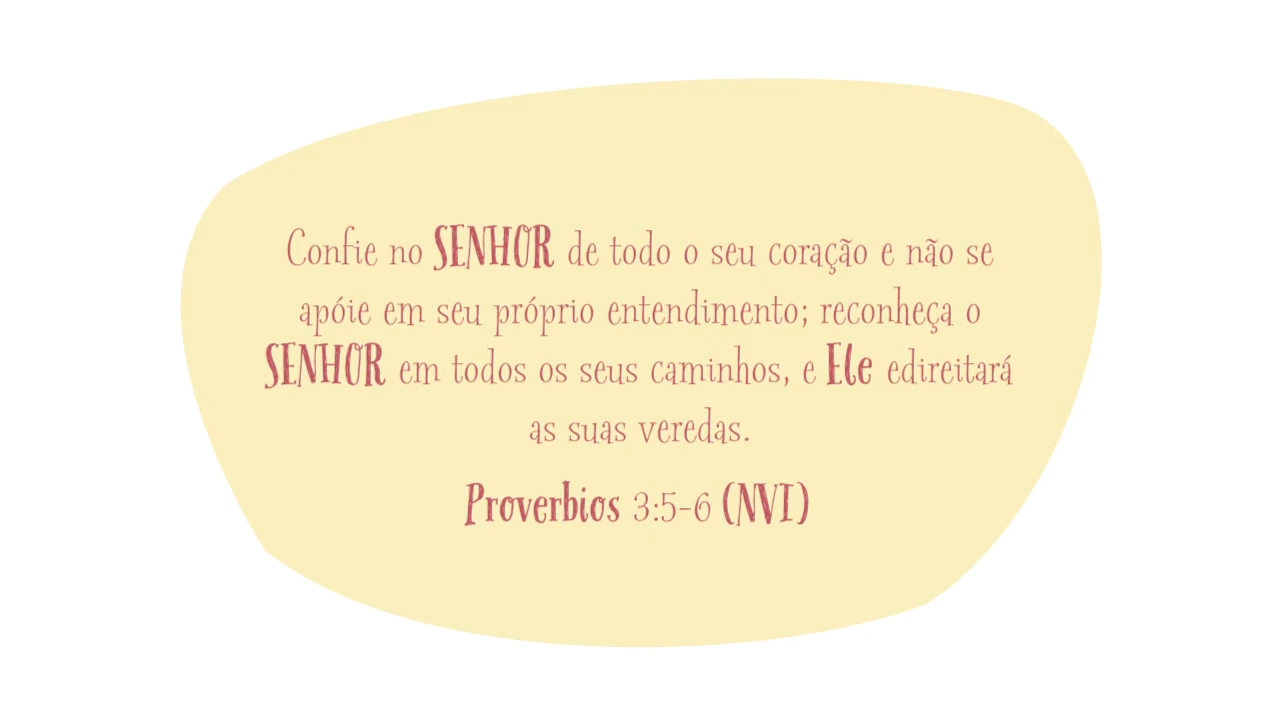 Confie no SENHOR de todo o seu coração e não se
apóie em seu próprio entendimento; reconheça o
SENHOR em todos os seus caminhos, e Ele edireitará
as suas veredas.
Proverbios 3:5-6 (NVI)